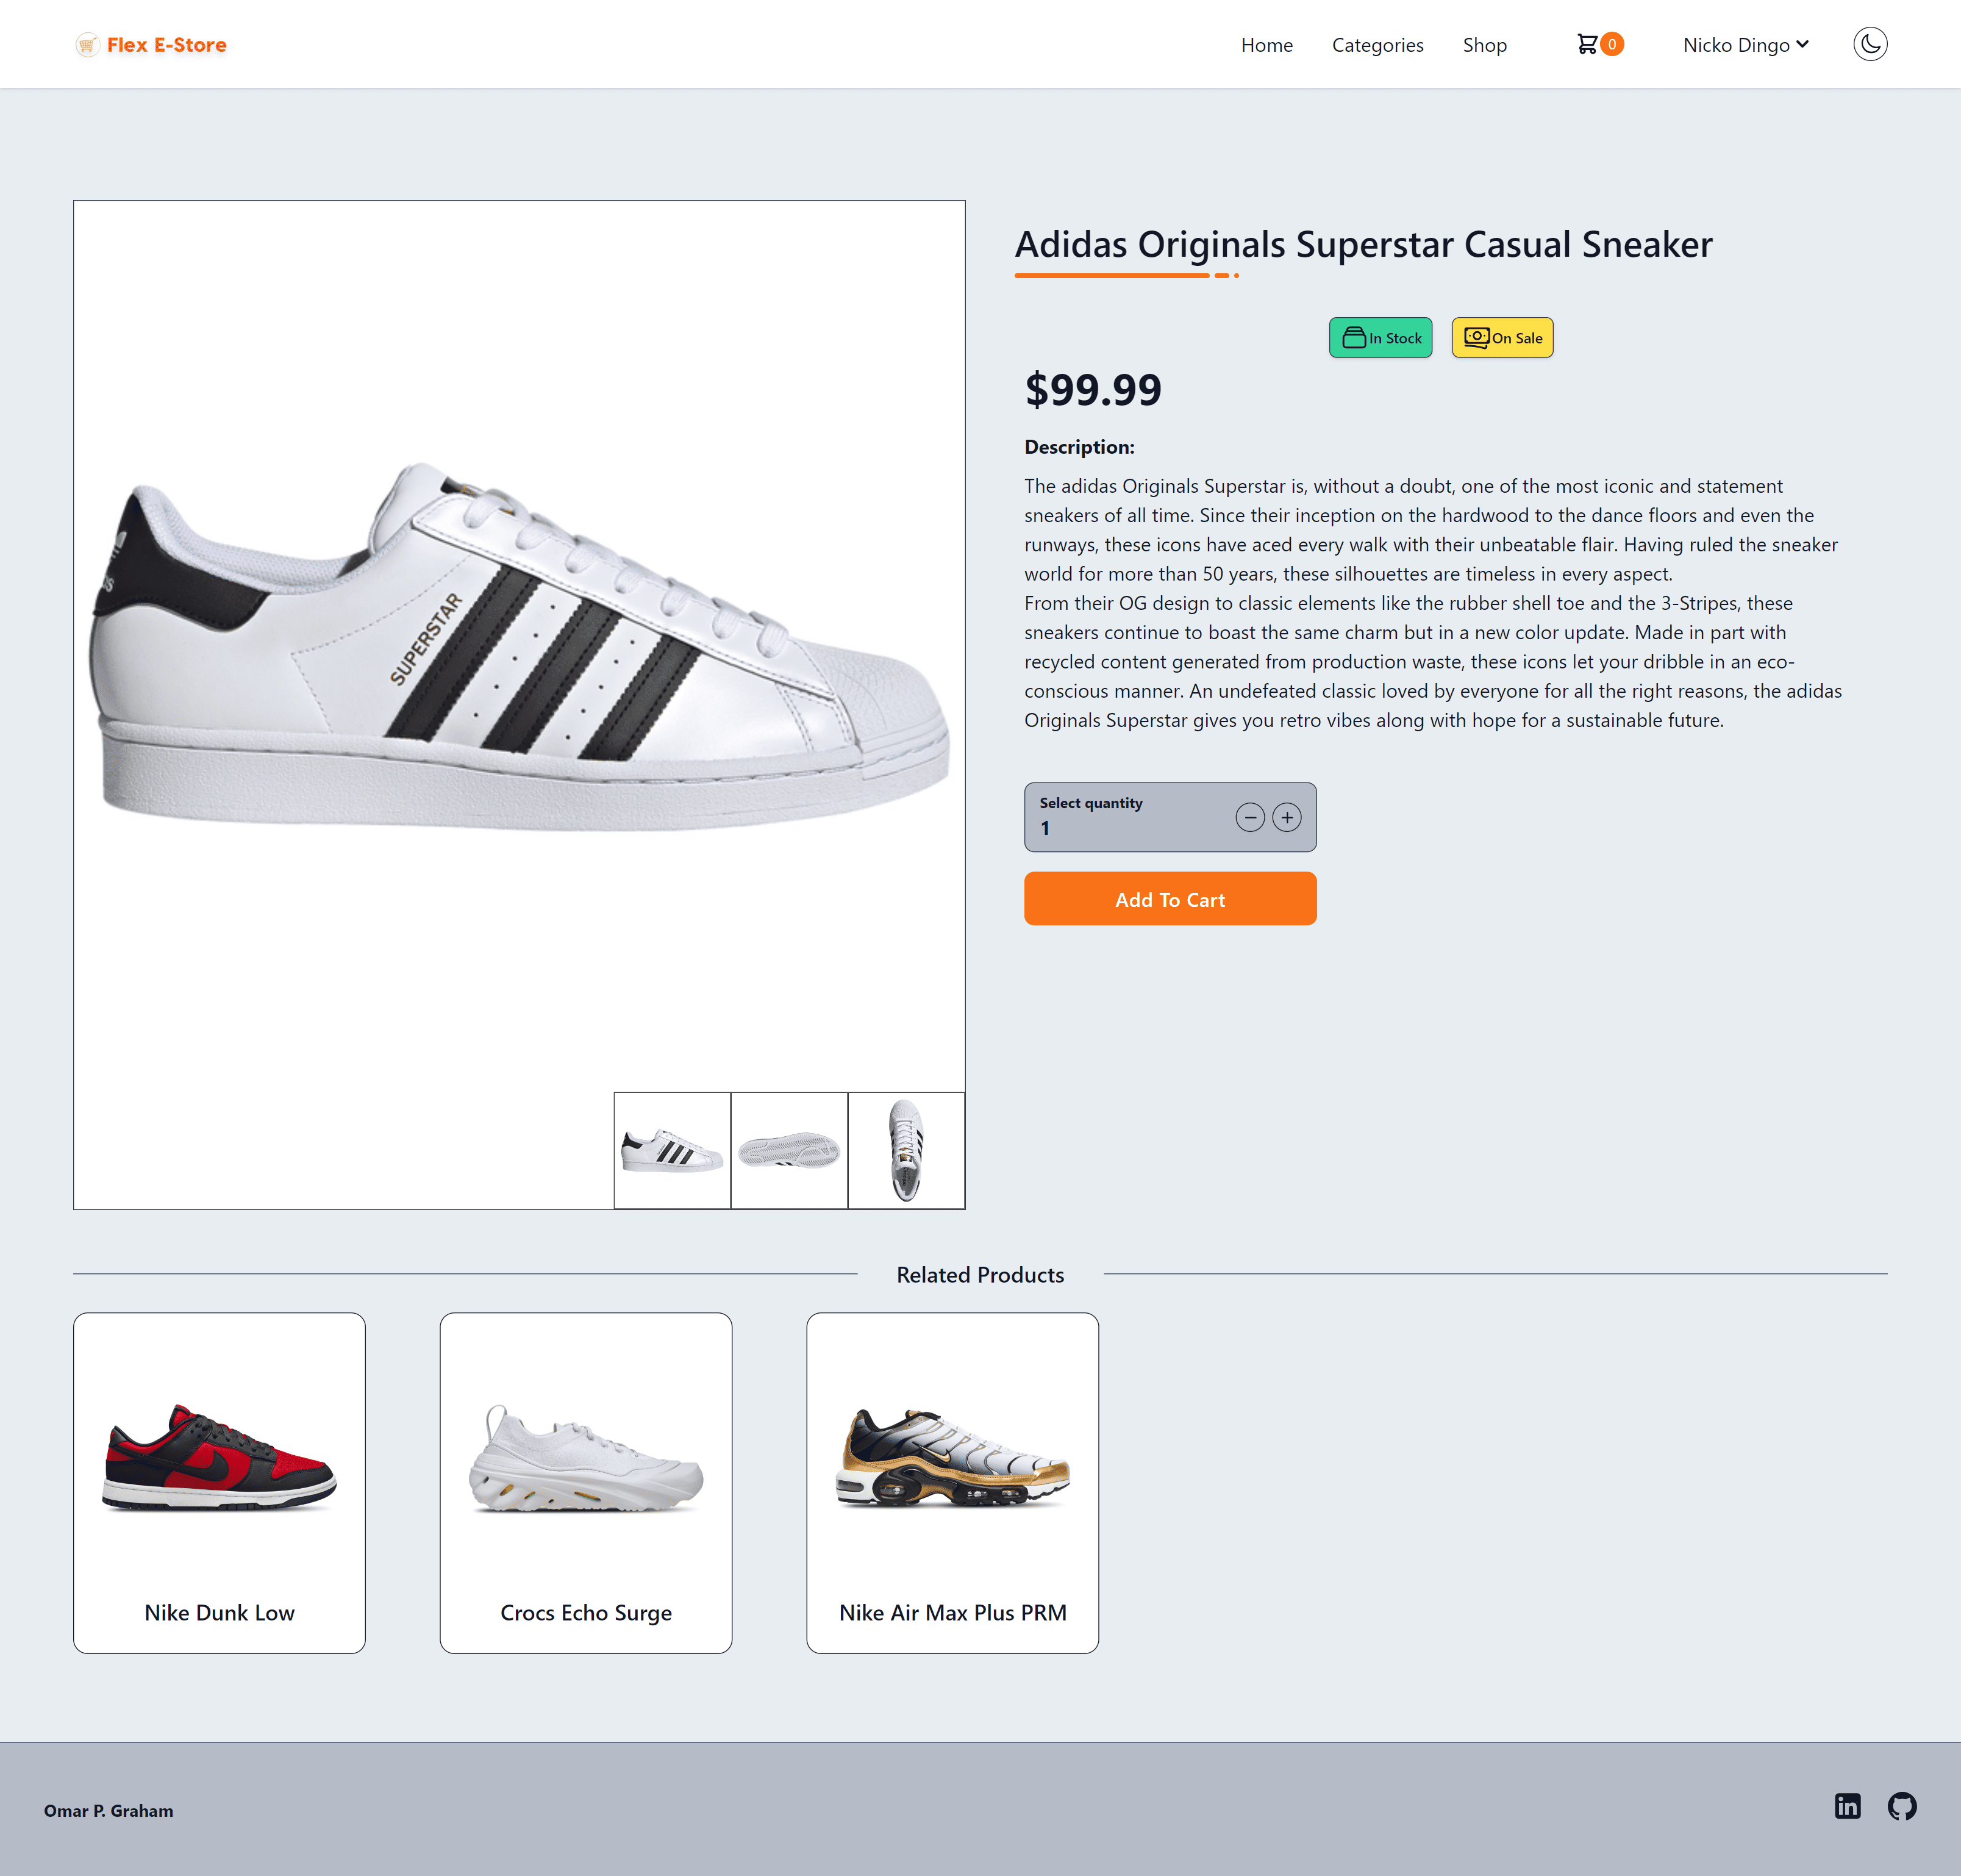 Flex E-Store
Home
Categories
Shop
0
Nicko Dingo
Adidas Originals Superstar Casual Sneaker
In Stock
On Sale
$99.99
Description:
The adidas Originals Superstar is, without a doubt, one of the most iconic and statement
sneakers of all time. Since their inception on the hardwood to the dance floors and even the
runways, these icons have aced every walk with their unbeatable flair. Having ruled the sneaker
world for more than 50 years, these silhouettes are timeless in every aspect.
From their OG design to classic elements like the rubber shell toe and the 3-Stripes, these
sneakers continue to boast the same charm but in a new color update. Made in part with
recycled content generated from production waste, these icons let your dribble in an eco-
conscious manner. An undefeated classic loved by everyone for all the right reasons, the adidas
Originals Superstar gives you retro vibes along with hope for a sustainable future.
SUPERSTAR
Select quantity
1
Add To Cart
Related Products
Nike Dunk Low
Crocs Echo Surge
Nike Air Max Plus PRM
Omar P. Graham
in